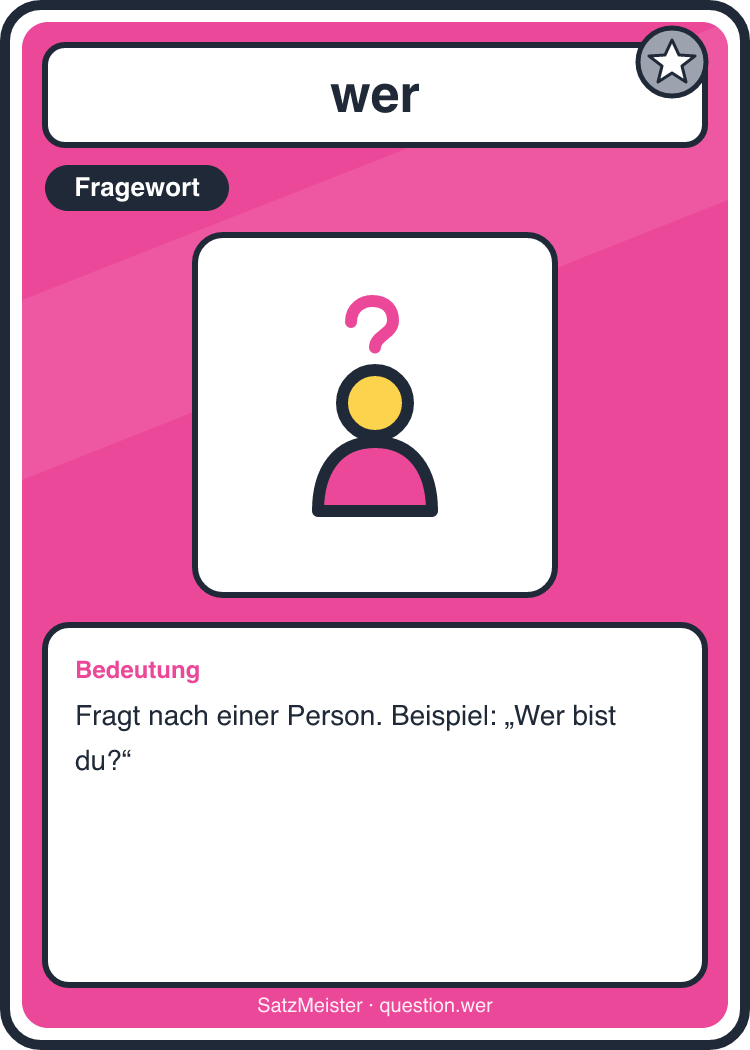 wer
Fragewort
?
Bedeutung
Fragt nach einer Person. Beispiel: „Wer bist
du?“
SatzMeister · question.wer